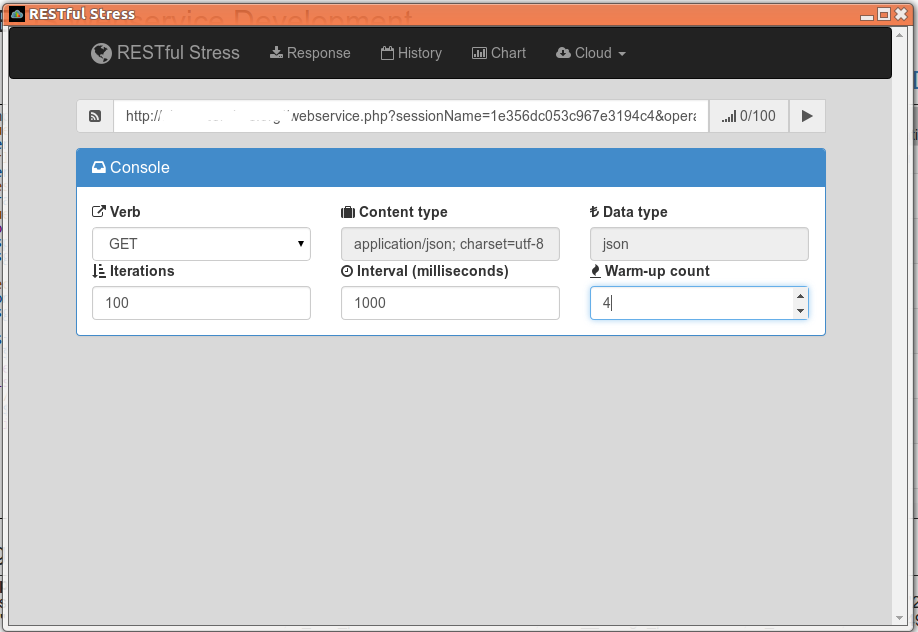 RESTful Stress
RESTful Stress Response History Chart Cloud
http:// webservice.php?sessionName=1e356dc053c967e3194c4&opera 0/100
Console
Verb Content type Data type
GET application/json; charset=utf-8 json
Iterations Interval (milliseconds) Warm-up count
100 1000 4